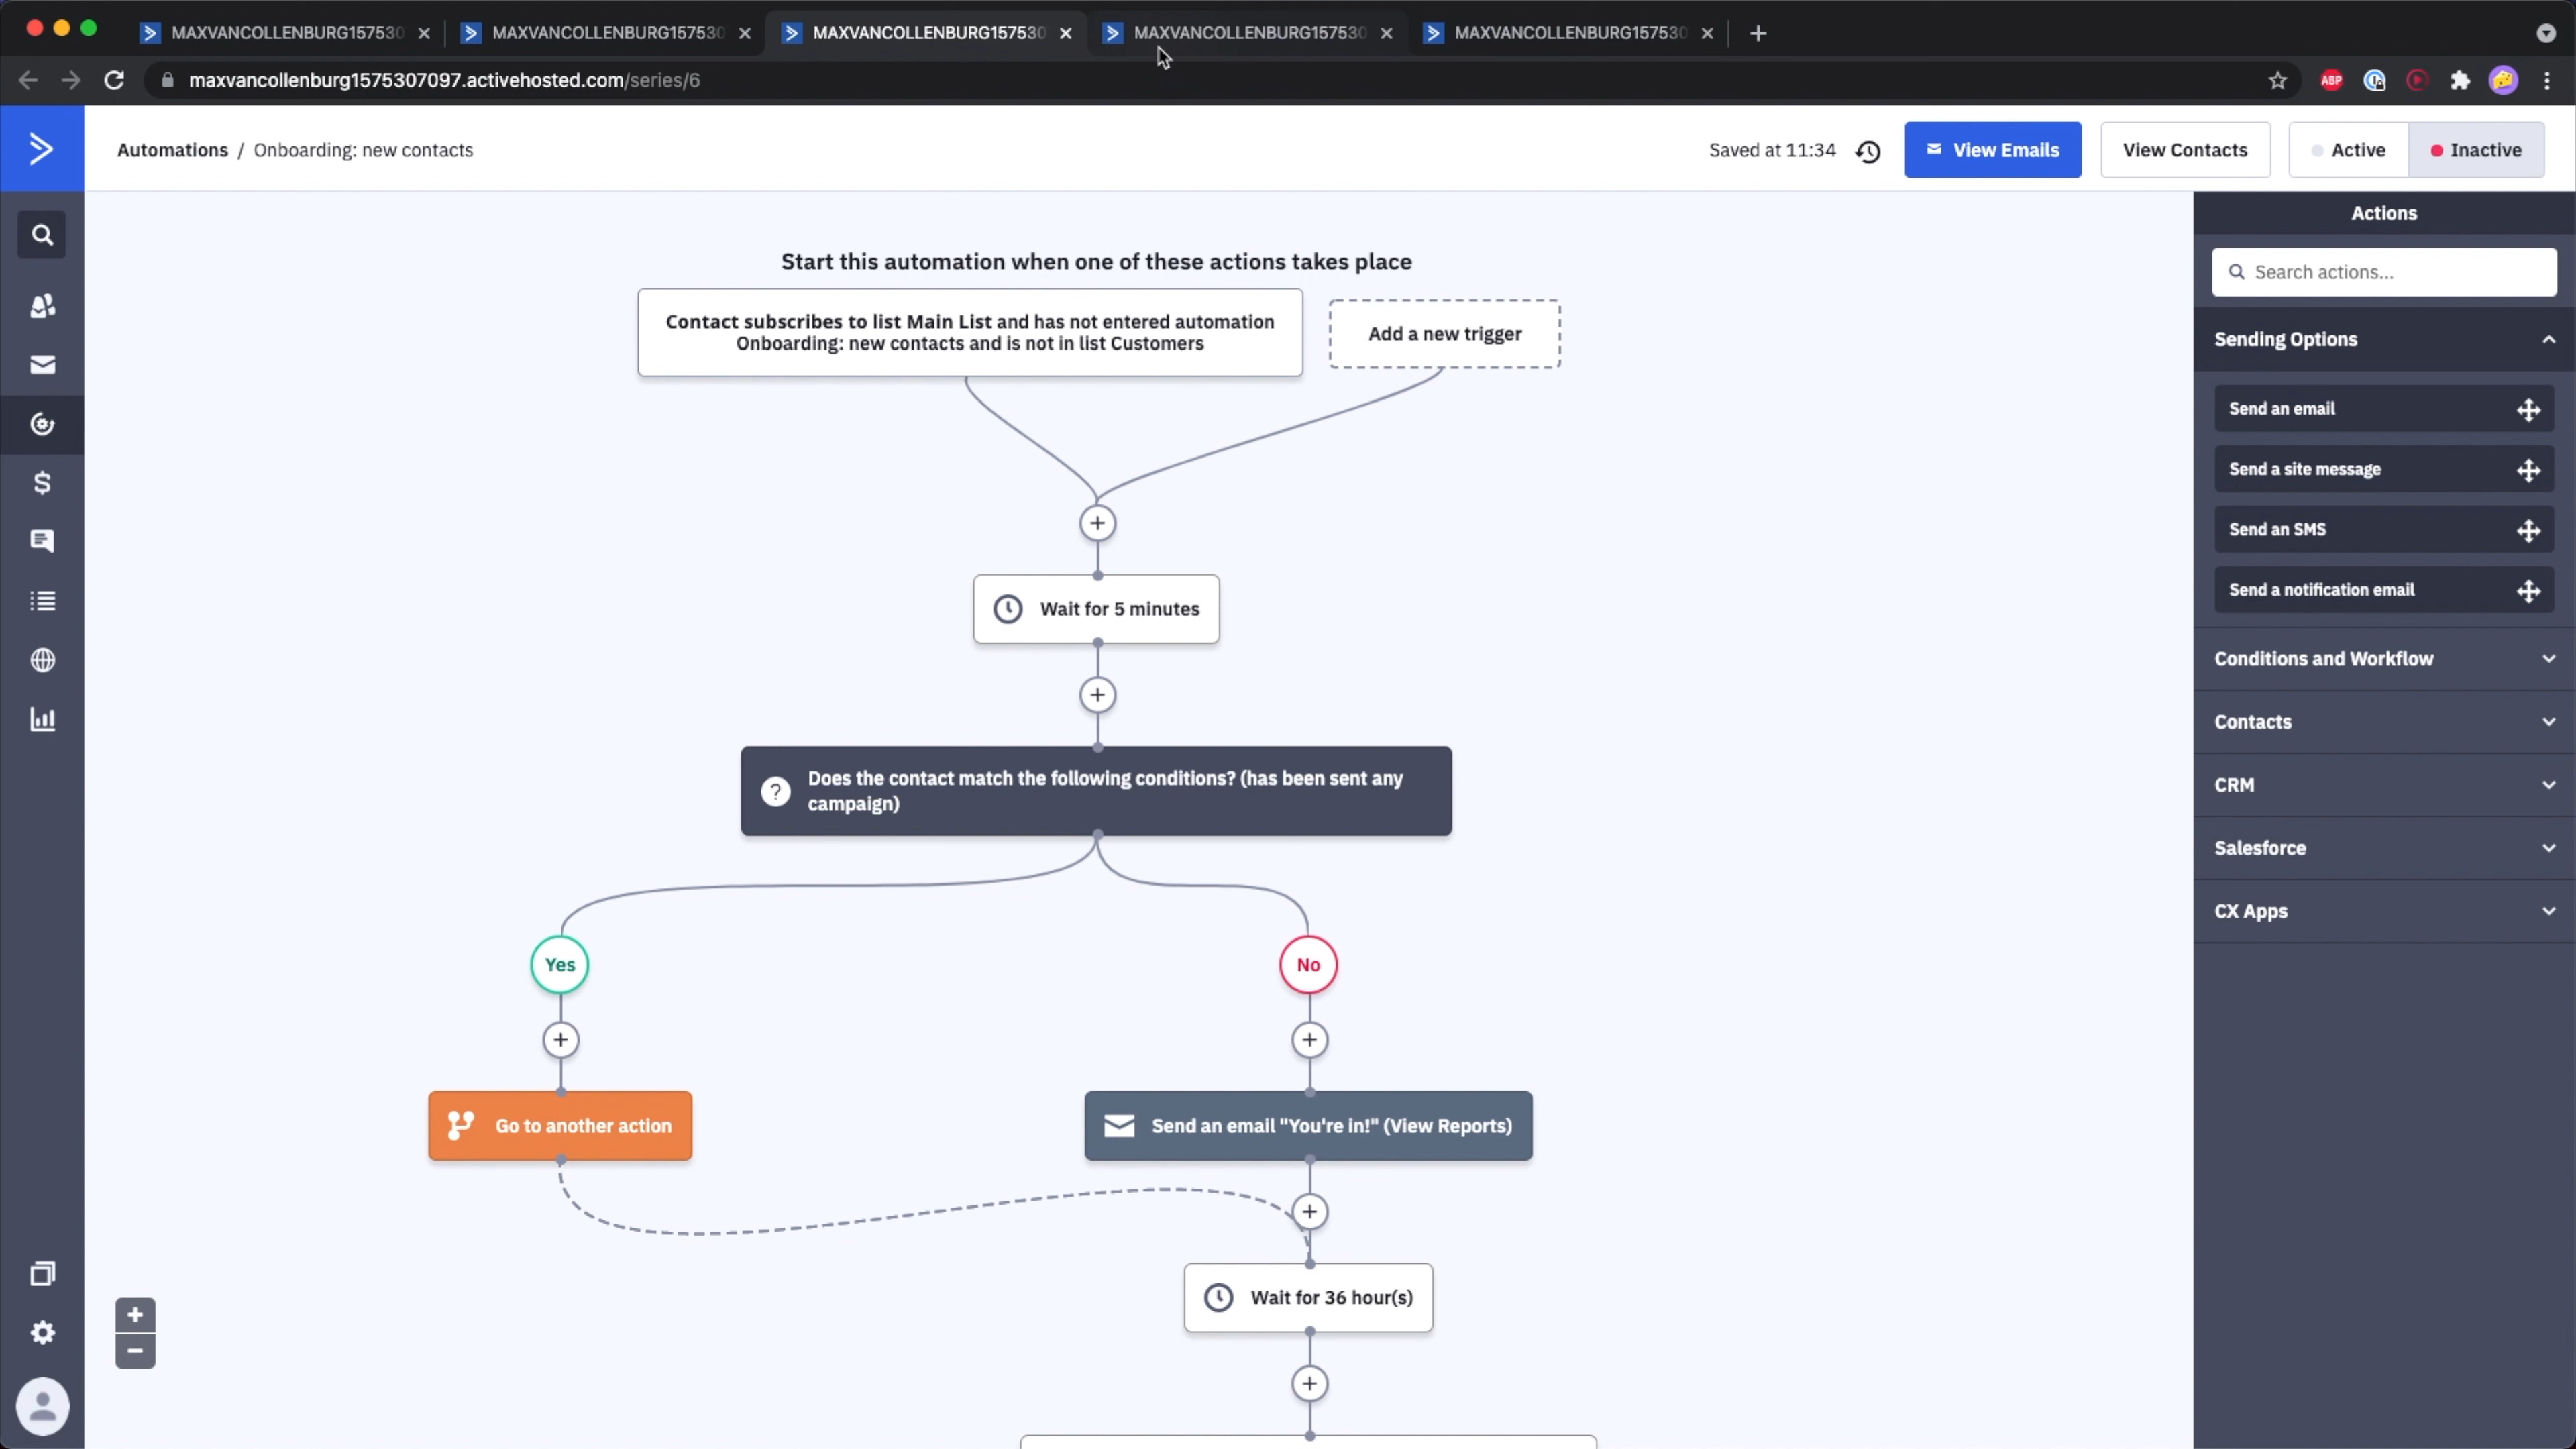 MAXVANCOLLENBURG157530
MAXVANCOLLENBURG157530
MAXVANCOLLENBURG157530
MAXVANCOLLENBURG157530
MAXVANCOLLENBURG157530
maxvancollenburg1575307097.activehosted.com/series/6
ABP
Automations / Onboarding: new contacts
Saved at 11:34
View Emails
View Contacts
Active
Inactive
Start this automation when one of these actions takes place
Contact subscribes to list Main List and has not entered automation
Onboarding: new contacts and is not in list Customers
Add a new trigger
Wait for 5 minutes
Does the contact match the following conditions? (has been sent any
campaign)
Yes
No
Go to another action
Send an email "You're in!" (View Reports)
Wait for 36 hour(s)
Actions
Search actions...
Sending Options
Send an email
Send a site message
Send an SMS
Send a notification email
Conditions and Workflow
Contacts
CRM
Salesforce
CX Apps